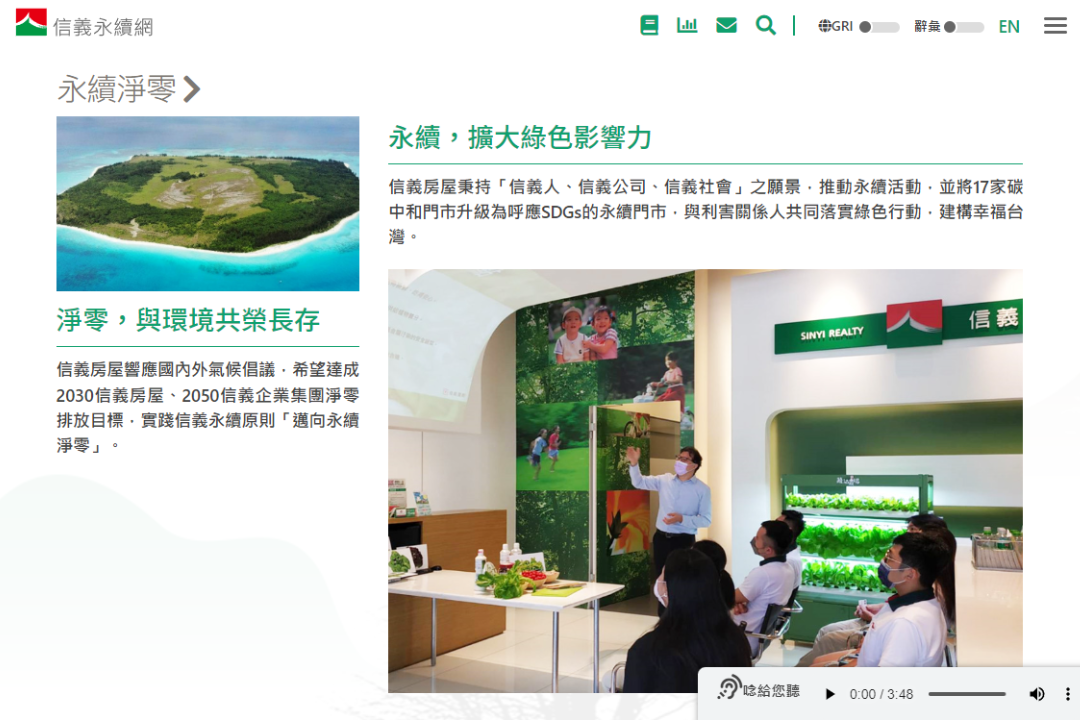 信義永續網
GRI
辭彙
EN
永續淨零
淨零，與環境共榮長存
信義房屋響應國內外氣候倡議，希望達成
2030信義房屋、2050信義企業集團淨零
排放目標，實踐信義永續原則「邁向永續
淨零」。
永續，擴大綠色影響力
信義房屋秉持「信義人、信義公司、信義社會」之願景，推動永續活動，並將17家碳
中和門市升級為呼應SDGs的永續門市，與利害關係人共同落實綠色行動，建構幸福台
灣。
SINYI REALTY
信義
唸給您聽
0:00 / 3:48